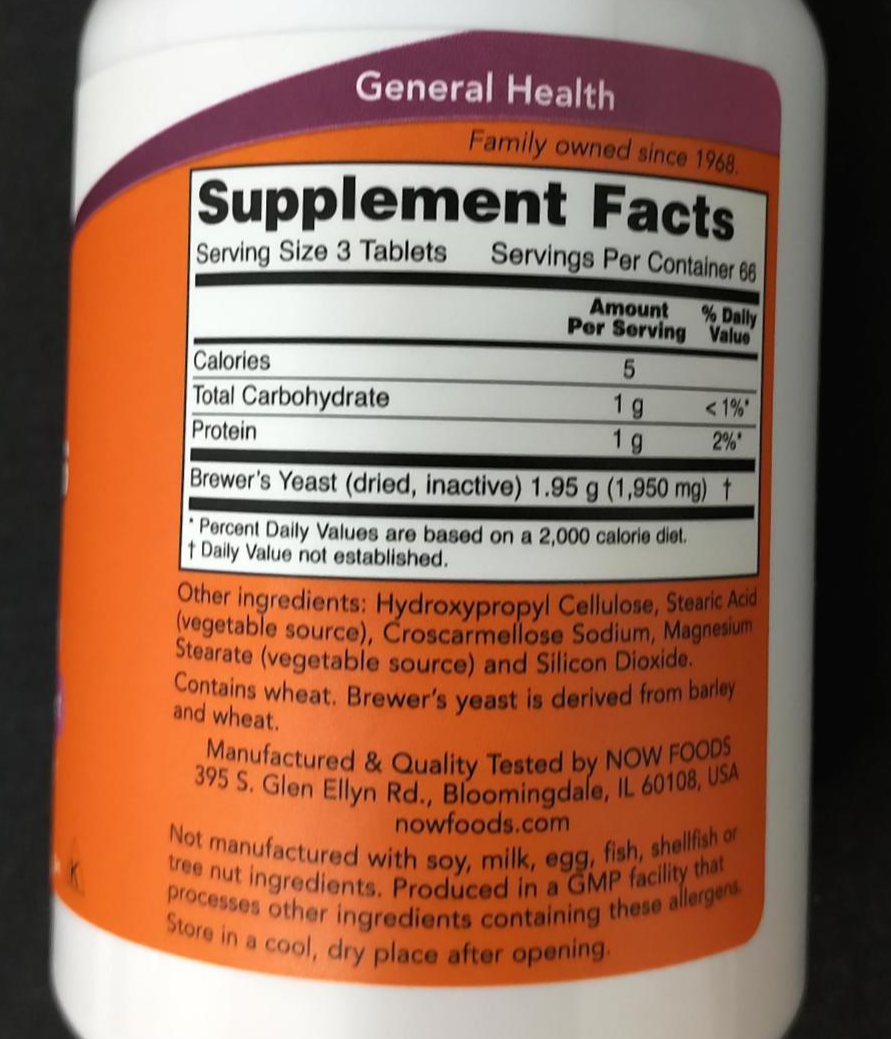 General Health
Family owned since 1968.
Supplement Facts
Serving Size 3 Tablets Servings Per Container 66
Amount Per Serving % Daily Value
Calories 5
Total Carbohydrate 1 g < 1%*
Protein 1 g 2%*
Brewer's Yeast (dried, inactive) 1.95 g (1,950 mg) †
* Percent Daily Values are based on a 2,000 calorie diet.
† Daily Value not established.
Other ingredients: Hydroxypropyl Cellulose, Stearic Acid
(vegetable source), Croscarmellose Sodium, Magnesium
Stearate (vegetable source) and Silicon Dioxide.
Contains wheat. Brewer's yeast is derived from barley
and wheat.
Manufactured & Quality Tested by NOW FOODS
395 S. Glen Ellyn Rd., Bloomingdale, IL 60108, USA
nowfoods.com
Not manufactured with soy, milk, egg, fish, shellfish or
tree nut ingredients. Produced in a GMP facility that
processes other ingredients containing these allergens.
Store in a cool, dry place after opening.
K